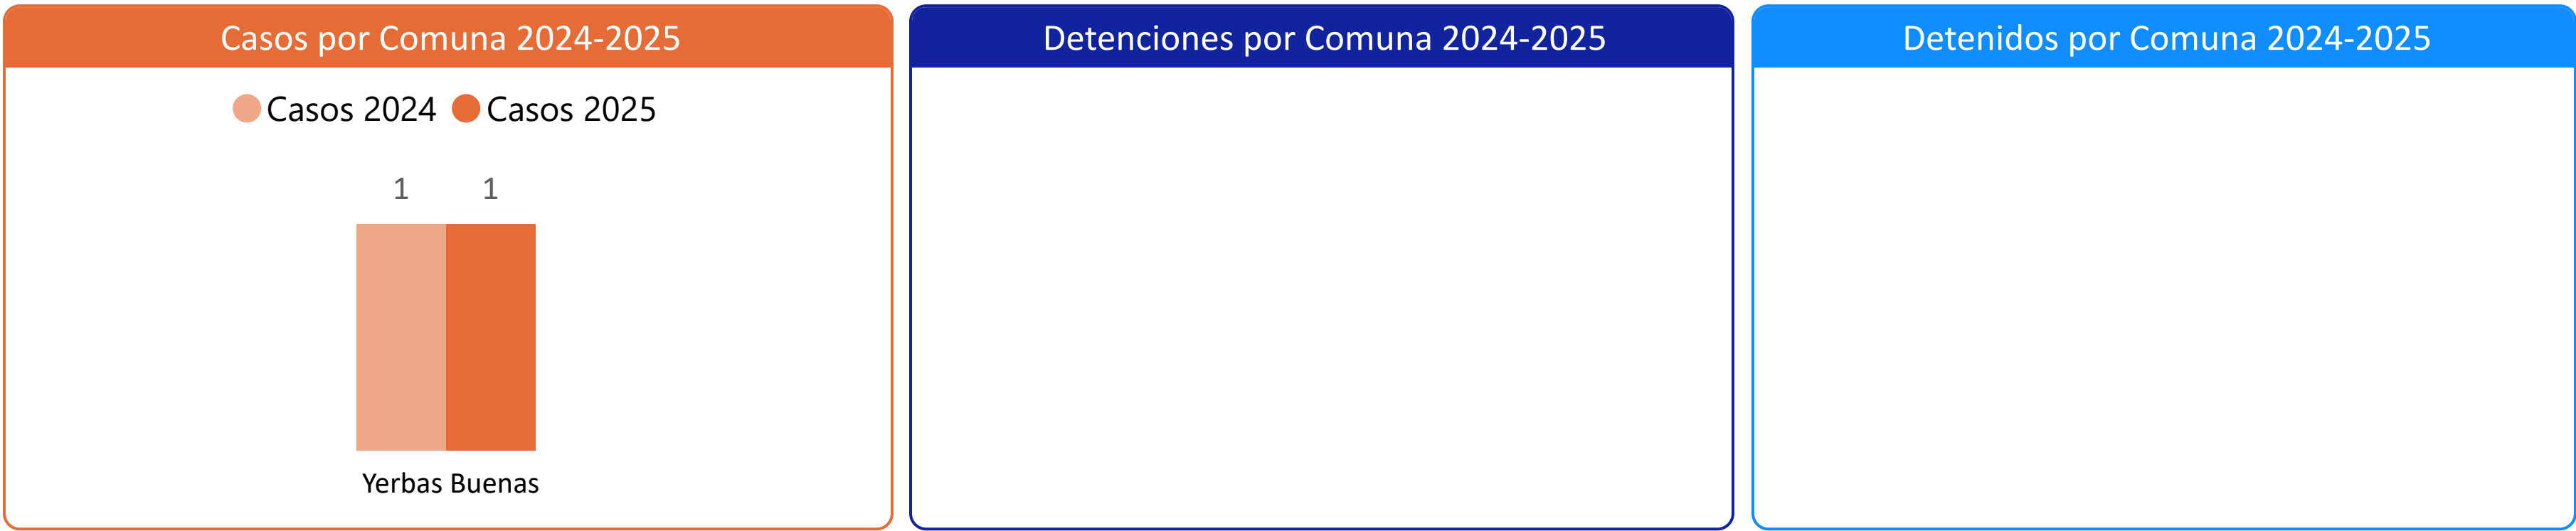 Casos por Comuna 2024-2025
Casos 2024 Casos 2025
1 1
Yerbas Buenas
Detenciones por Comuna 2024-2025
Detenidos por Comuna 2024-2025